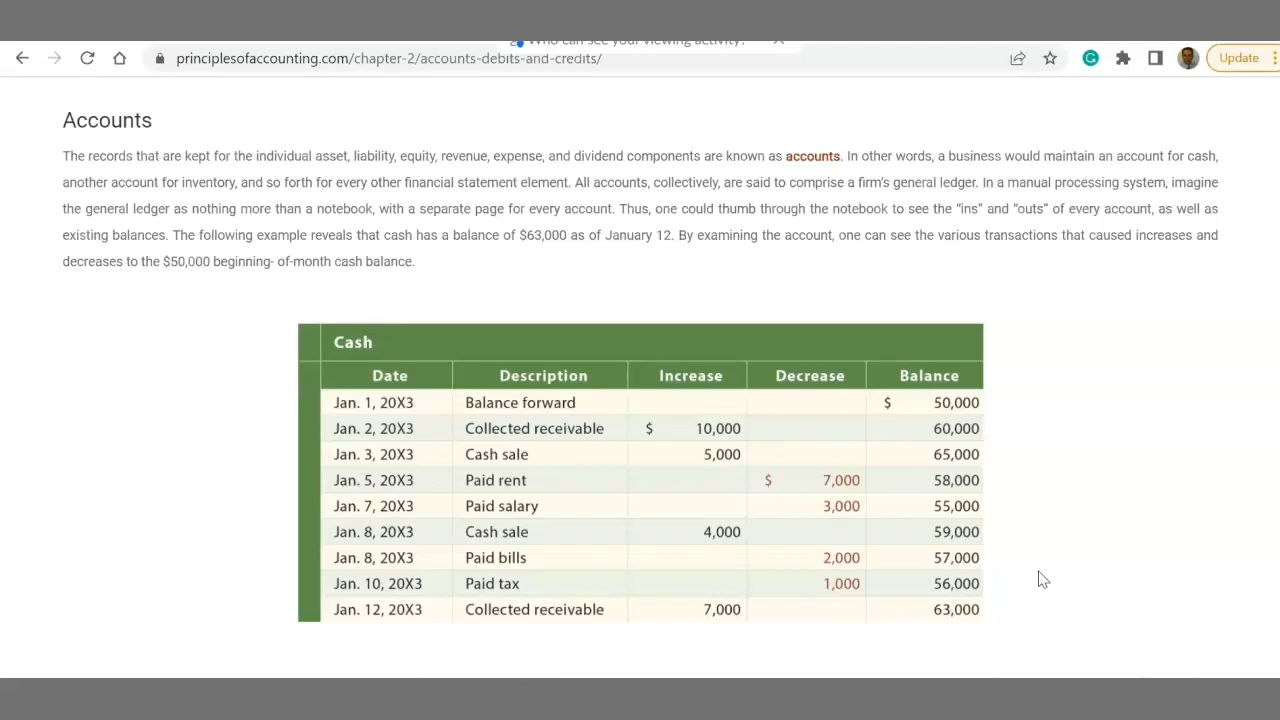 Who can see your viewing activity?
principlesofaccounting.com/chapter-2/accounts-debits-and-credits/
Update
Accounts
The records that are kept for the individual asset, liability, equity, revenue, expense, and dividend components are known as accounts. In other words, a business would maintain an account for cash,
another account for inventory, and so forth for every other financial statement element. All accounts, collectively, are said to comprise a firm's general ledger. In a manual processing system, imagine
the general ledger as nothing more than a notebook, with a separate page for every account. Thus, one could thumb through the notebook to see the “ins” and “outs” of every account, as well as
existing balances. The following example reveals that cash has a balance of $63,000 as of January 12. By examining the account, one can see the various transactions that caused increases and
decreases to the $50,000 beginning- of-month cash balance.
Cash
Date Description Increase Decrease Balance
Jan. 1, 20X3 Balance forward $ 50,000
Jan. 2, 20X3 Collected receivable $ 10,000 60,000
Jan. 3, 20X3 Cash sale 5,000 65,000
Jan. 5, 20X3 Paid rent $ 7,000 58,000
Jan. 7, 20X3 Paid salary 3,000 55,000
Jan. 8, 20X3 Cash sale 4,000 59,000
Jan. 8, 20X3 Paid bills 2,000 57,000
Jan. 10, 20X3 Paid tax 1,000 56,000
Jan. 12, 20X3 Collected receivable 7,000 63,000